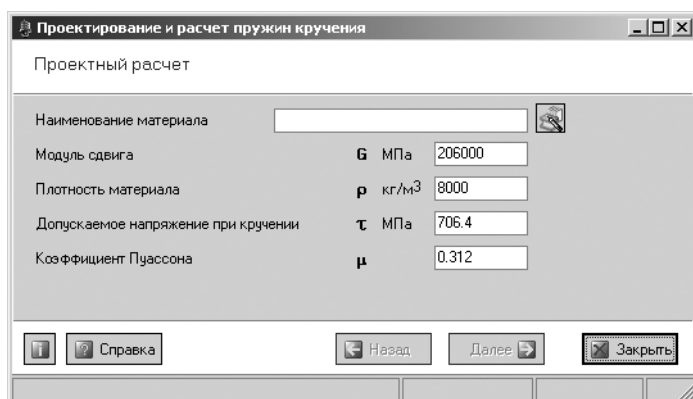 Проектирование и расчет пружин кручения
Проектный расчет
Наименование материала
Модуль сдвига G МПа 206000
Плотность материала ρ кг/м3 8000
Допускаемое напряжение при кручении τ МПа 706.4
Коэффициент Пуассона μ 0.312
Справка Назад Далее Закрыть